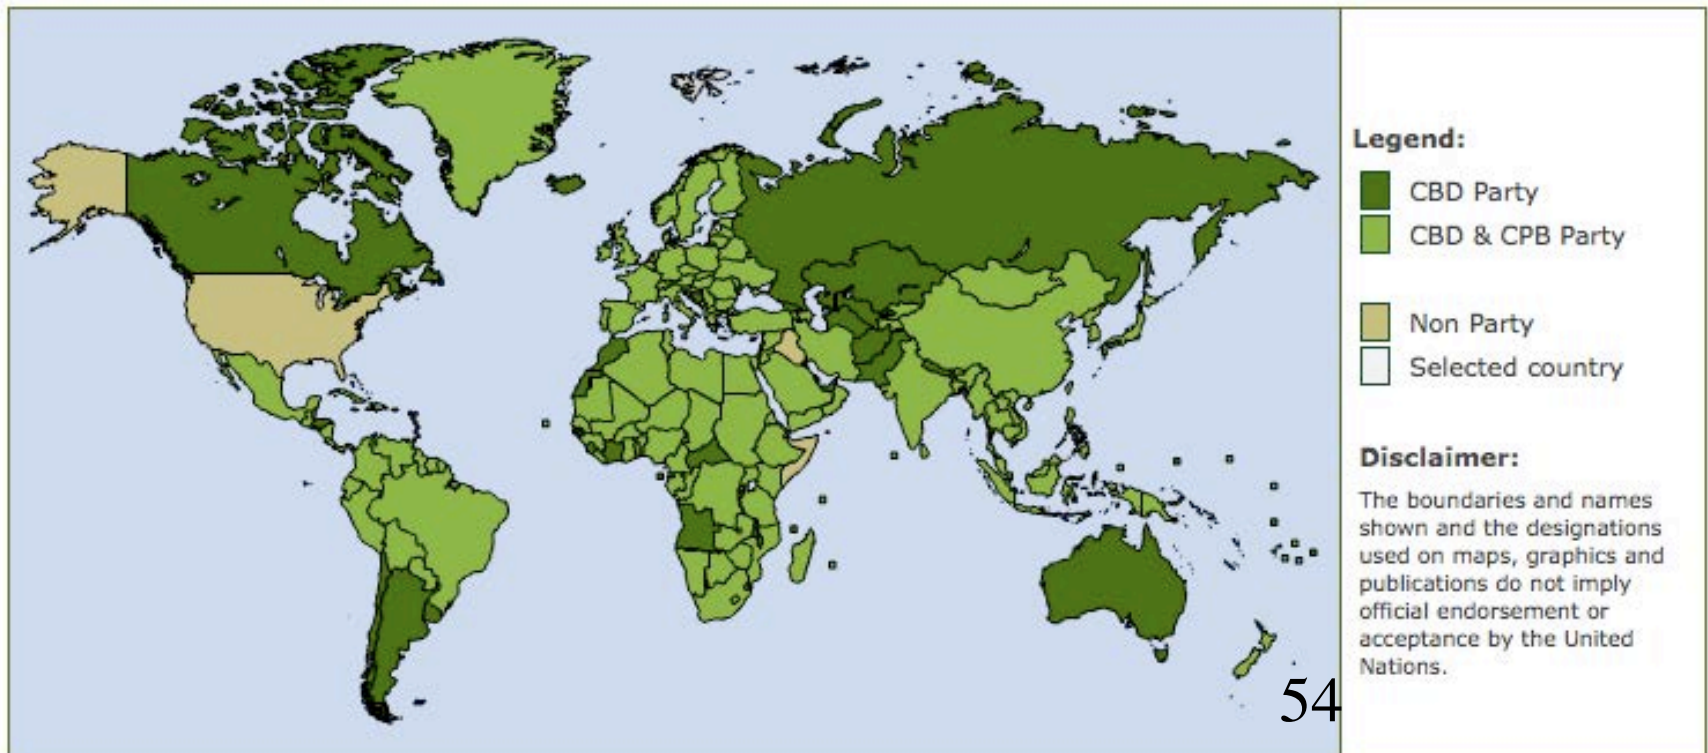 Legend:
CBD Party
CBD & CPB Party
Non Party
Selected country
Disclaimer:
The boundaries and names
shown and the designations
used on maps, graphics and
publications do not imply
official endorsement or
acceptance by the United
Nations.
54